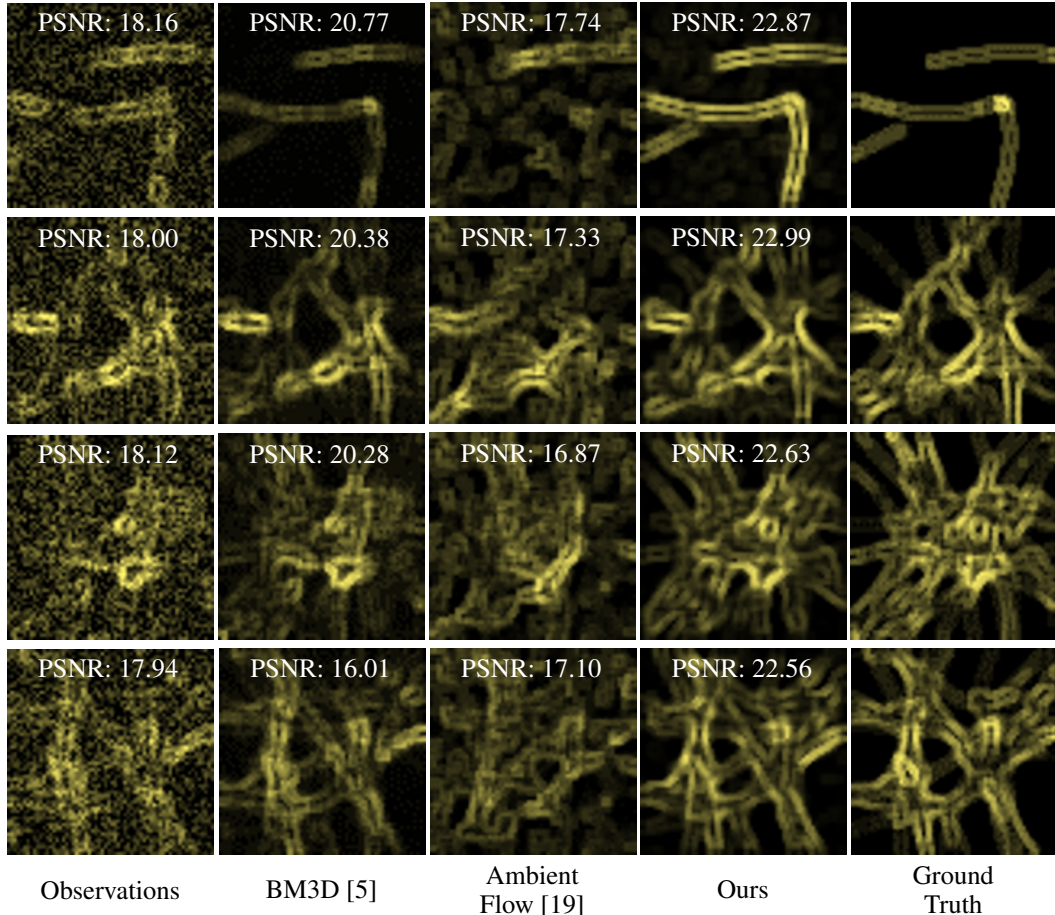 PSNR: 18.16 PSNR: 20.77 PSNR: 17.74 PSNR: 22.87
PSNR: 18.00 PSNR: 20.38 PSNR: 17.33 PSNR: 22.99
PSNR: 18.12 PSNR: 20.28 PSNR: 16.87 PSNR: 22.63
PSNR: 17.94 PSNR: 16.01 PSNR: 17.10 PSNR: 22.56
Observations
BM3D [5]
Ambient
Flow [19]
Ours
Ground
Truth